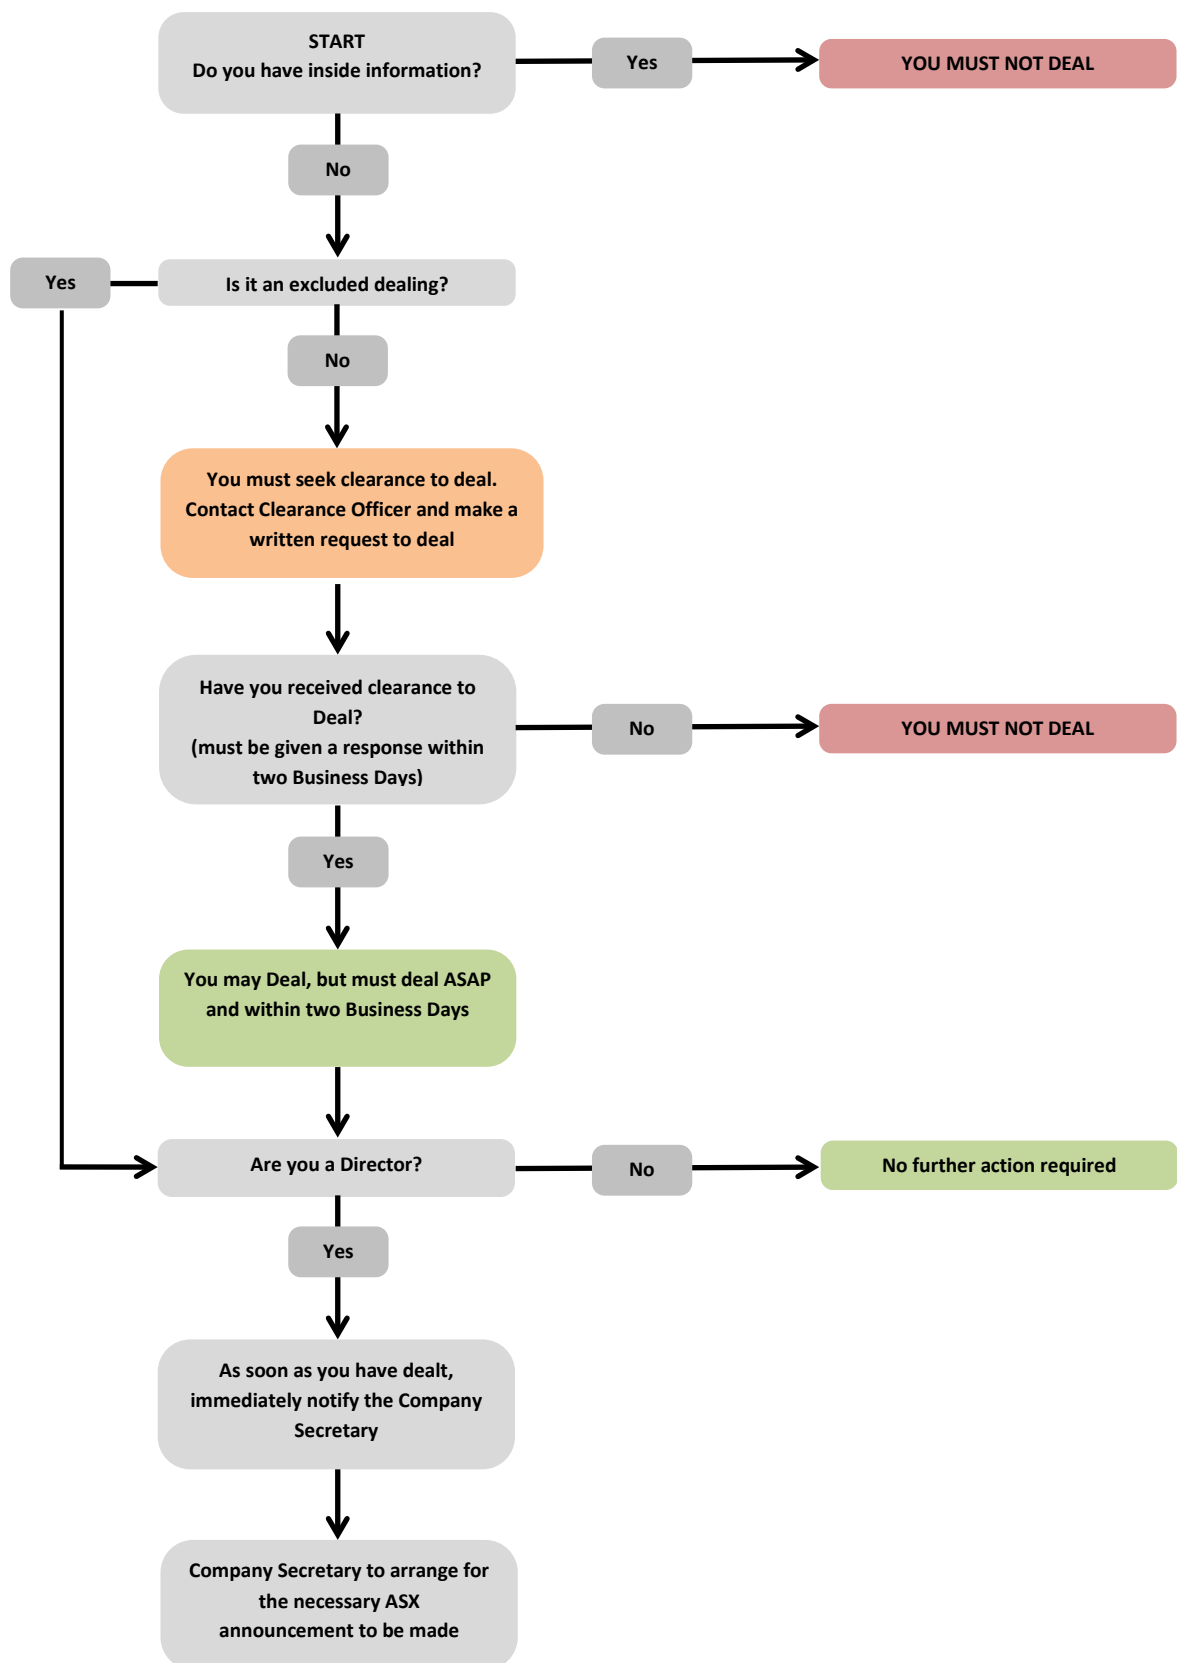 START
Do you have inside information?
Yes
YOU MUST NOT DEAL
No
Yes
Is it an excluded dealing?
No
You must seek clearance to deal.
Contact Clearance Officer and make a
written request to deal
Have you received clearance to
Deal?
(must be given a response within
two Business Days)
No
YOU MUST NOT DEAL
Yes
You may Deal, but must deal ASAP
and within two Business Days
Are you a Director?
No
No further action required
Yes
As soon as you have dealt,
immediately notify the Company
Secretary
Company Secretary to arrange for
the necessary ASX
announcement to be made